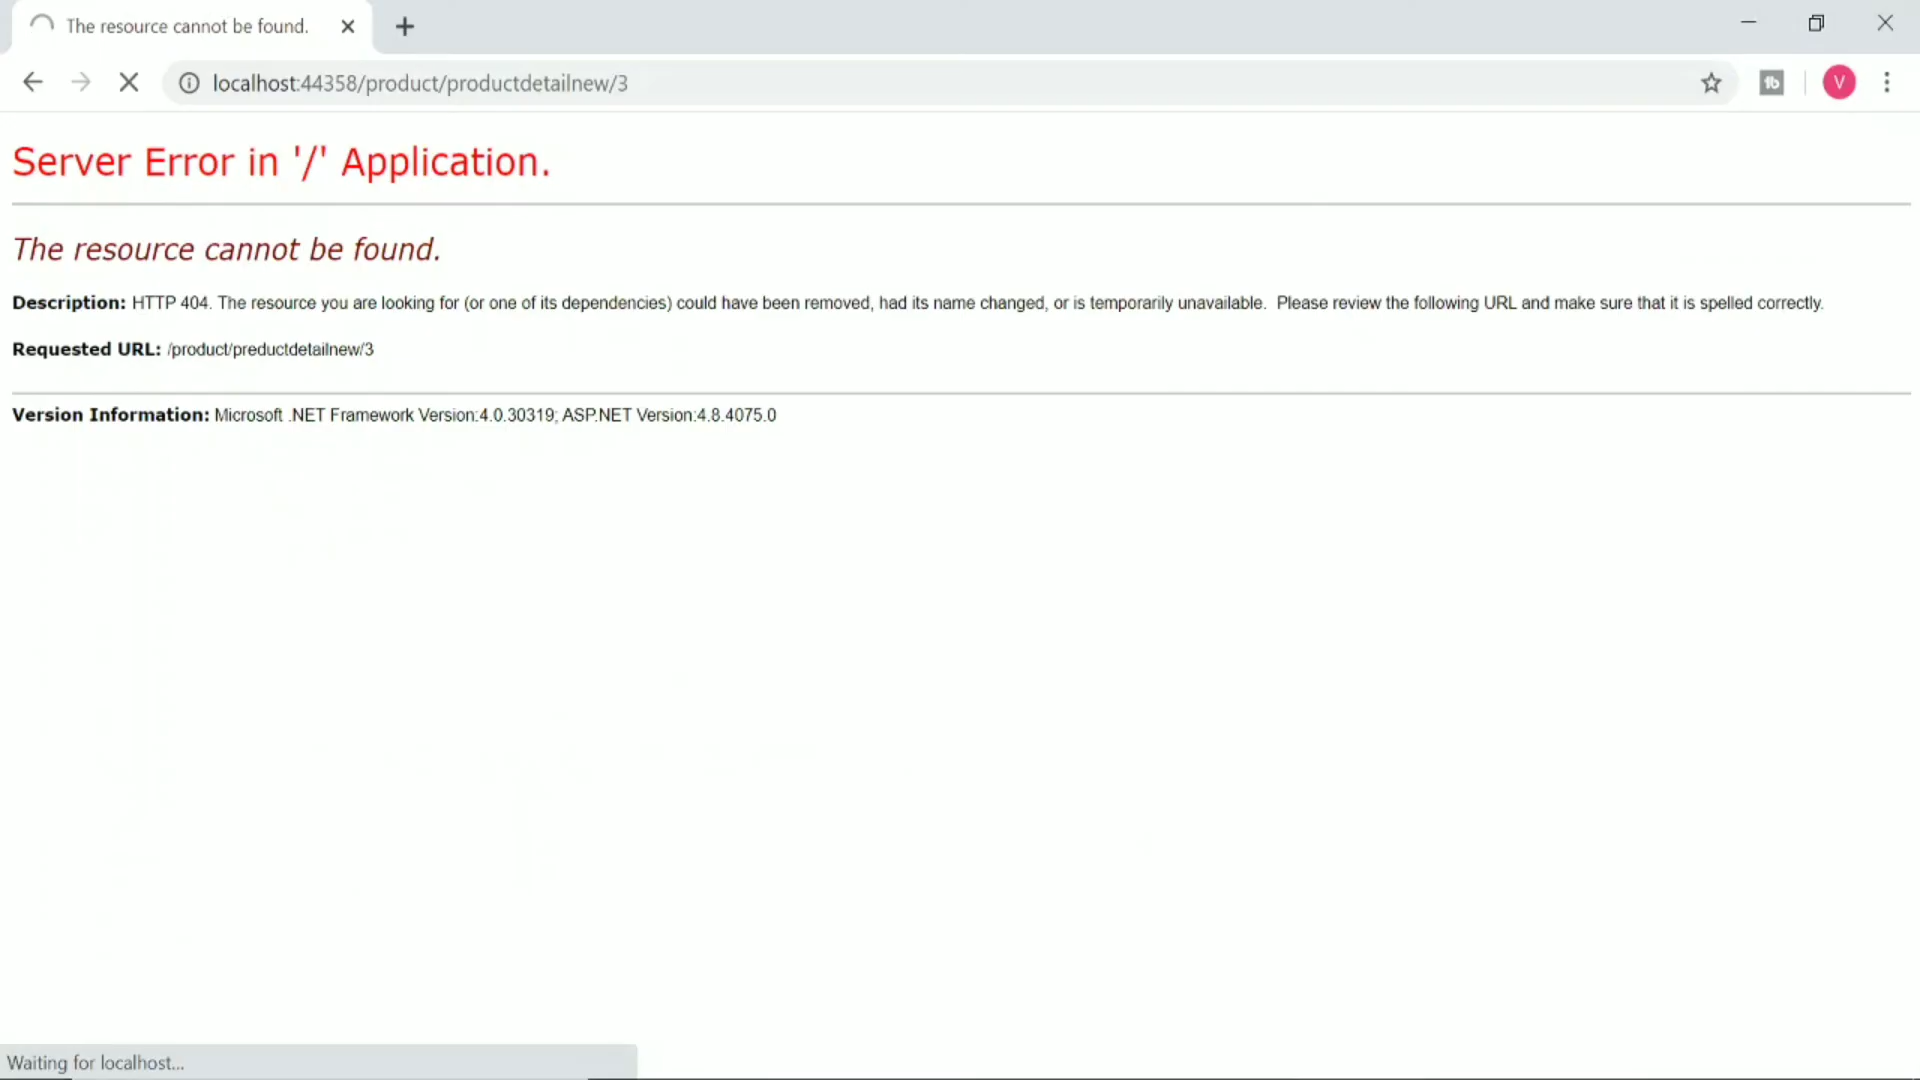 The resource cannot be found.
localhost:44358/product/productdetailnew/3
tb
V
Server Error in '/' Application.
The resource cannot be found.
Description: HTTP 404. The resource you are looking for (or one of its dependencies) could have been removed, had its name changed, or is temporarily unavailable. Please review the following URL and make sure that it is spelled correctly.
Requested URL: /product/preductdetailnew/3
Version Information: Microsoft .NET Framework Version:4.0.30319; ASP.NET Version:4.8.4075.0
Waiting for localhost...